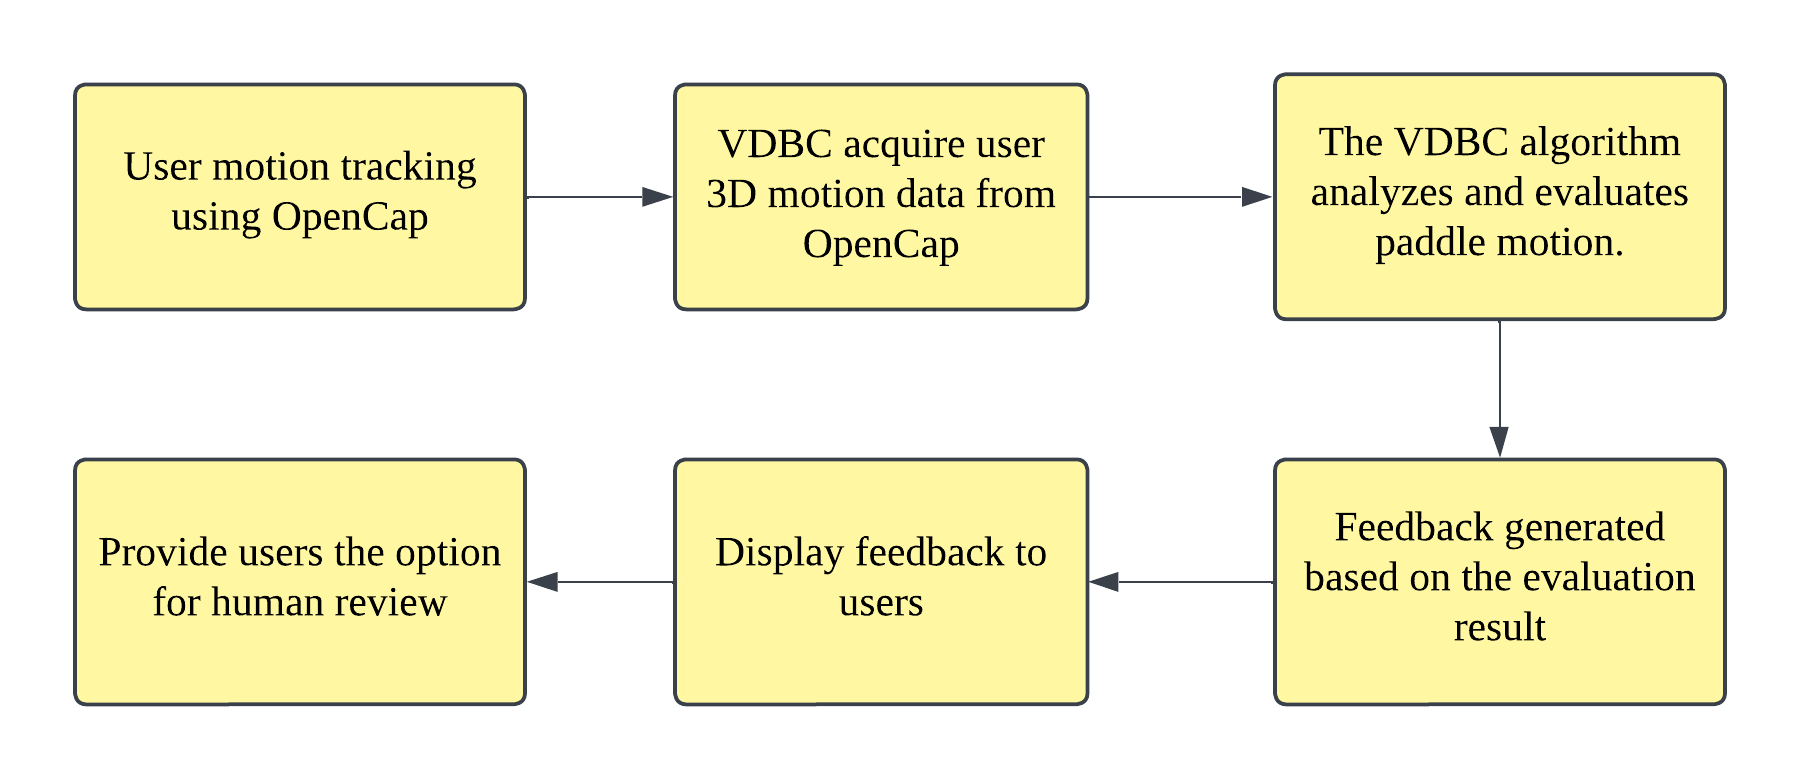 User motion tracking
using OpenCap
VDBC acquire user
3D motion data from
OpenCap
The VDBC algorithm
analyzes and evaluates
paddle motion.
Feedback generated
based on the evaluation
result
Display feedback to
users
Provide users the option
for human review